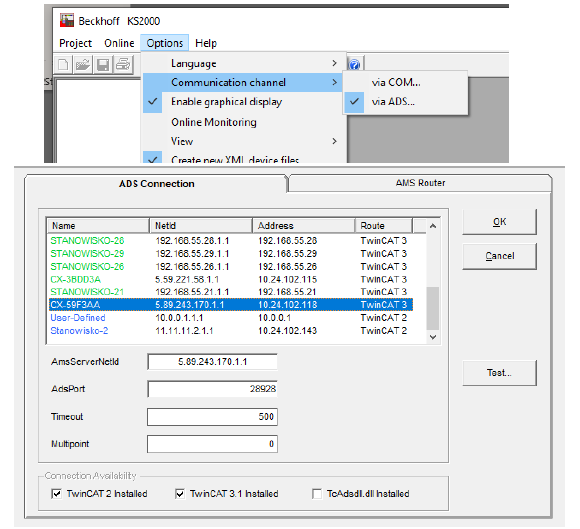 Beckhoff KS2000
Project Online Options Help
Language >
Communication channel >
via COM...
Enable graphical display
via ADS...
Online Monitoring
View >
Create new XML device files
ADS Connection
AMS Router
Name NetId Address Route
STANOWISKO-28 192.168.55.28.1.1 192.168.55.28 TwinCAT 3
STANOWISKO-29 192.168.55.29.1.1 192.168.55.29 TwinCAT 3
STANOWISKO-26 192.168.55.26.1.1 192.168.55.26 TwinCAT 3
CX-3BDD3A 5.59.221.58.1.1 10.24.102.115 TwinCAT 3
STANOWISKO-21 192.168.55.21.1.1 192.168.55.21 TwinCAT 3
CX-59F3AA 5.89.243.170.1.1 10.24.102.118 TwinCAT 3
User-Defined 10.0.0.1.1.1 10.0.0.1 TwinCAT 2
Stanowisko-2 11.11.11.2.1.1 10.24.102.143 TwinCAT 2
OK
Cancel
AmsServerNetId 5.89.243.170.1.1
AdsPort 28928
Test...
Timeout 500
Multipoint 0
Connection Availability
TwinCAT 2 Installed TwinCAT 3.1 Installed TcAdsdll.dll Installed